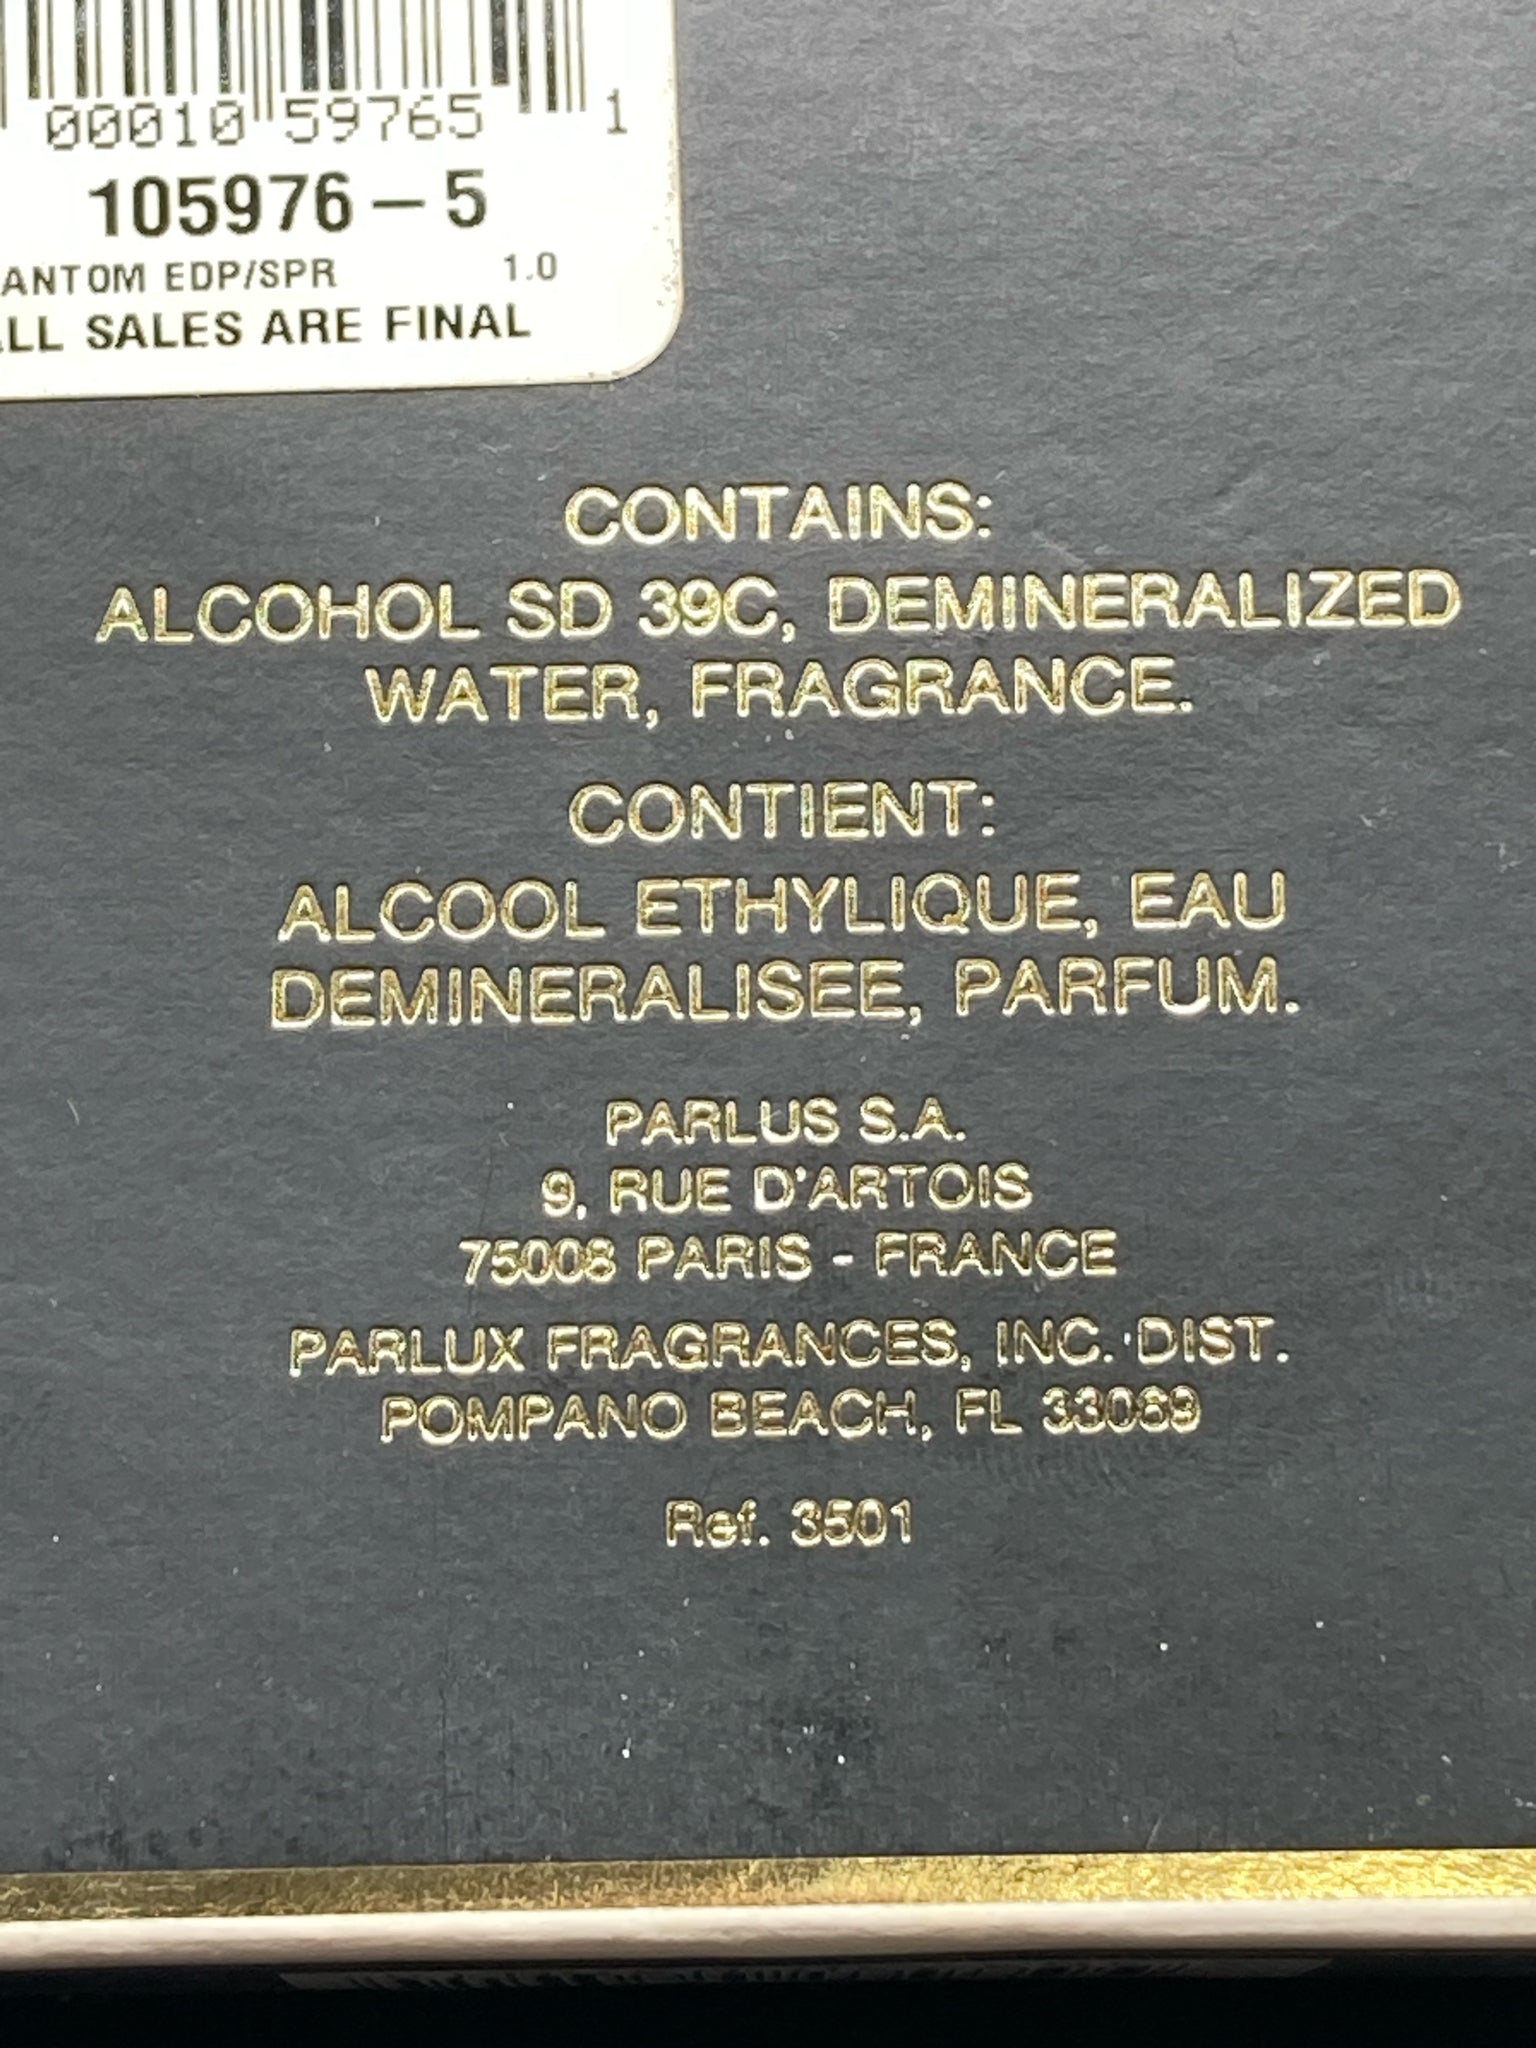 00010 59765 1
105976-5
ANTOM EDP/SPR 1.0
ALL SALES ARE FINAL
CONTAINS:
ALCOHOL SD 39C, DEMINERALIZED
WATER, FRAGRANCE.
CONTIENT:
ALCOOL ETHYLIQUE, EAU
DEMINERALISEE, PARFUM.
PARLUS S.A.
9, RUE D'ARTOIS
75008 PARIS - FRANCE
PARLUX FRAGRANCES, INC. DIST.
POMPANO BEACH, FL 33069
Ref. 3501